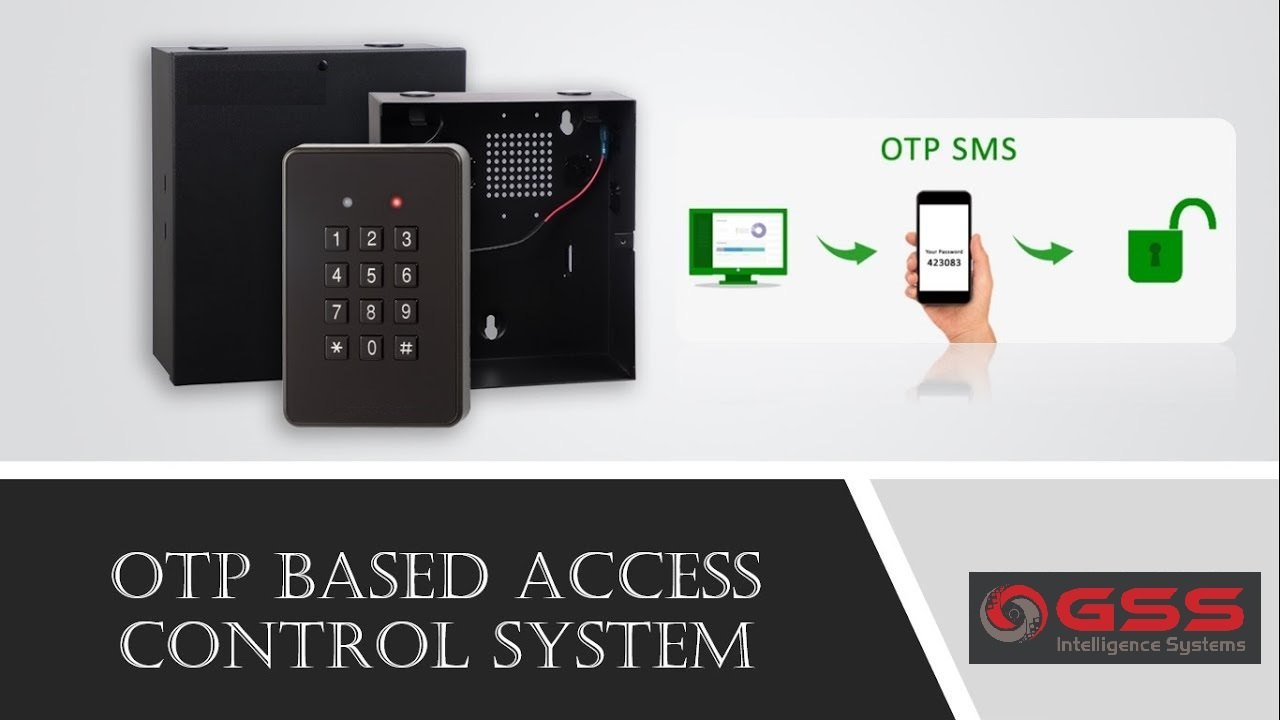 OTP SMS
Your Password
423083
1 2 3
4 5 6
7 8 9
* 0 #
OTP BASED ACCESS
CONTROL SYSTEM
GSS
Intelligence Systems